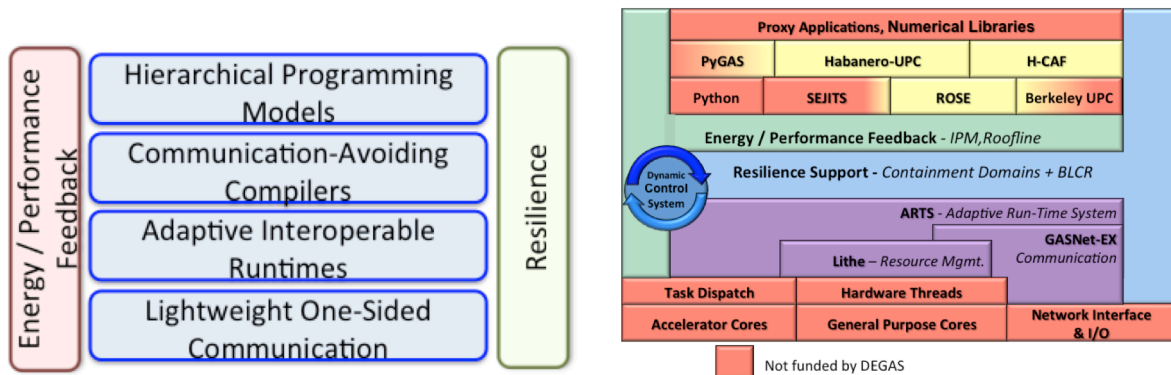 Energy / Performance
Feedback
Hierarchical Programming
Models
Communication-Avoiding
Compilers
Adaptive Interoperable
Runtimes
Lightweight One-Sided
Communication
Resilience
Proxy Applications, Numerical Libraries
PyGAS Habanero-UPC H-CAF
Python SEJITS ROSE Berkeley UPC
Energy / Performance Feedback - IPM,Roofline
Resilience Support - Containment Domains + BLCR
Dynamic
Control
System
ARTS - Adaptive Run-Time System
GASNet-EX
Communication
Lithe – Resource Mgmt.
Task Dispatch Hardware Threads
Accelerator Cores General Purpose Cores Network Interface
& I/O
Not funded by DEGAS